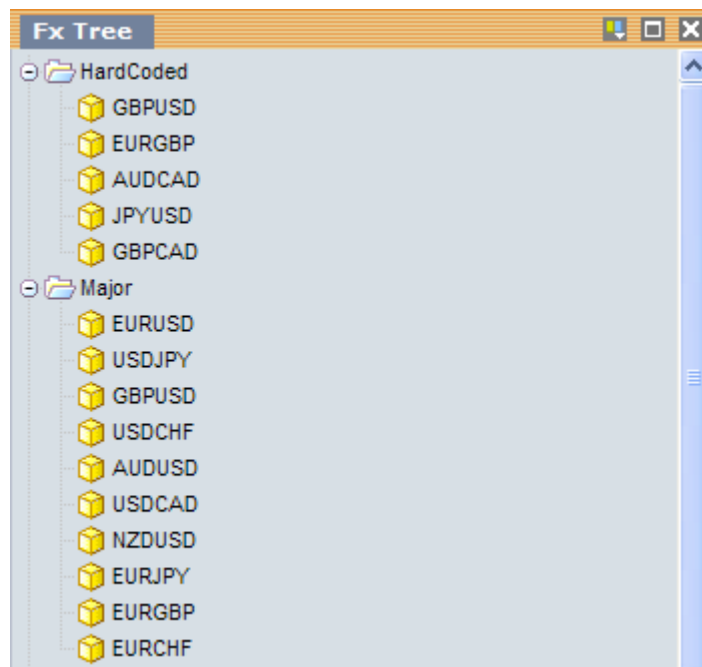 Fx Tree
HardCoded
GBPUSD
EURGBP
AUDCAD
JPYUSD
GBPCAD
Major
EURUSD
USDJPY
GBPUSD
USDCHF
AUDUSD
USDCAD
NZDUSD
EURJPY
EURGBP
EURCHF